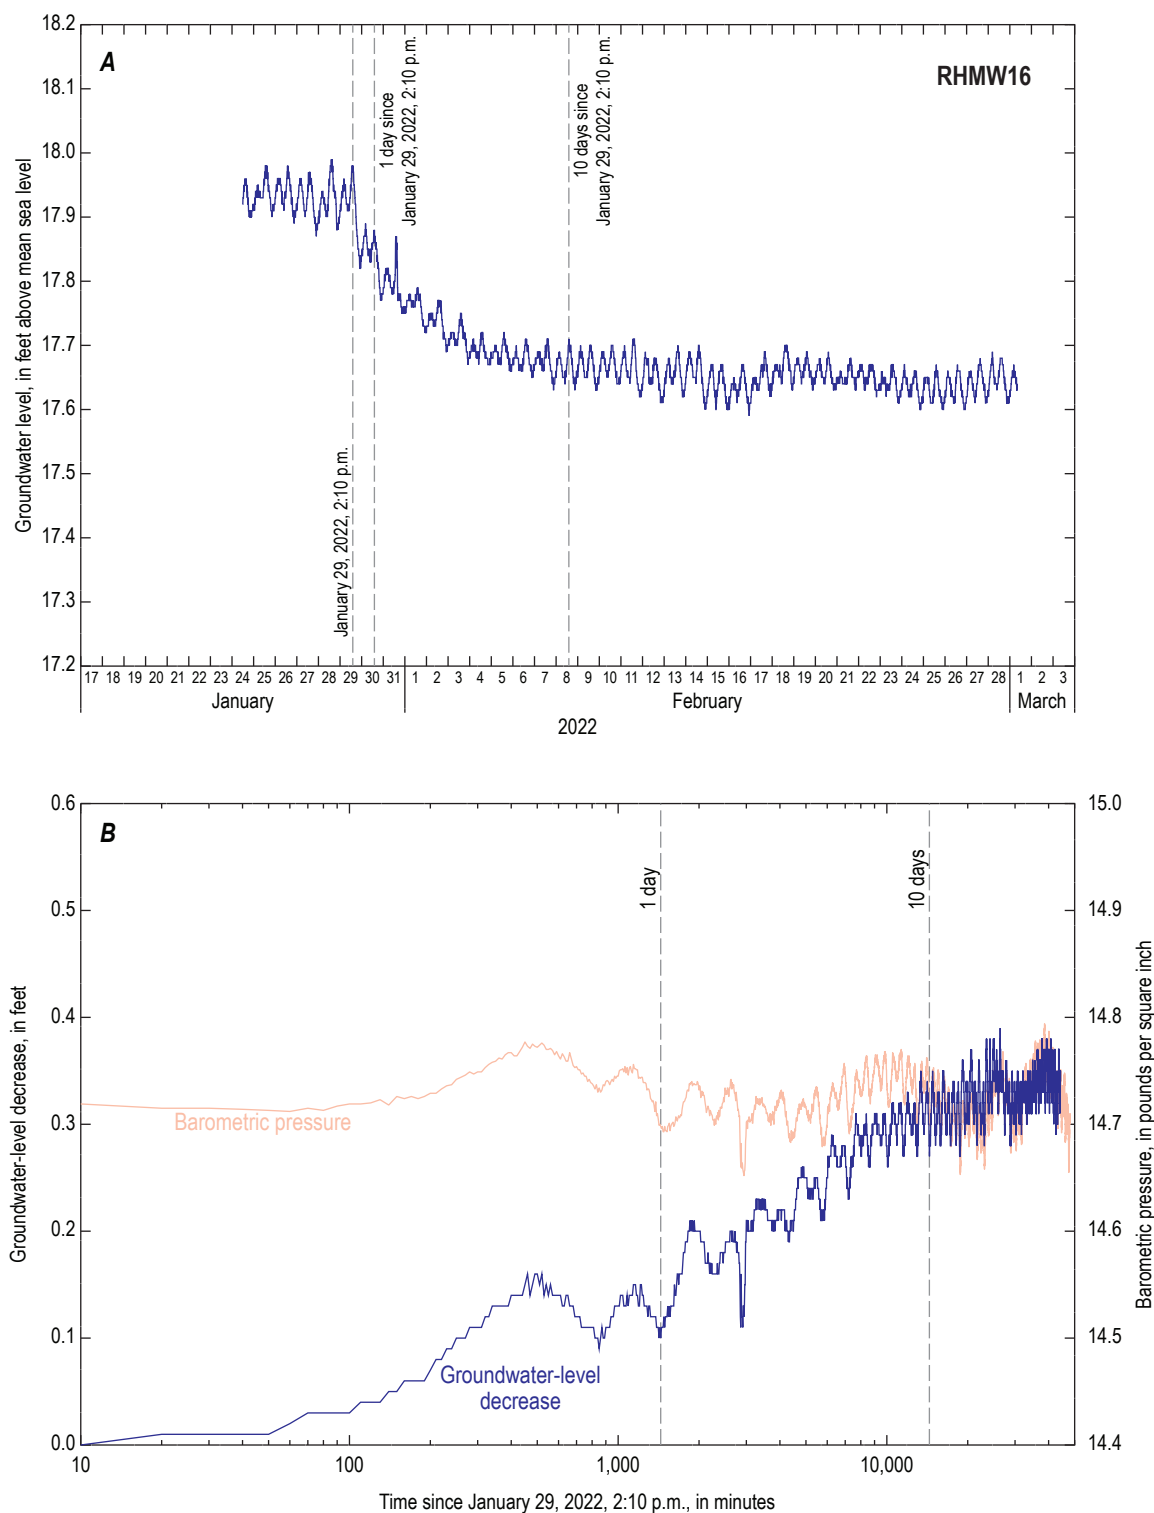 A
RHMW16
Groundwater level, in feet above mean sea level
18.2
18.1
18.0
17.9
17.8
17.7
17.6
17.5
17.4
17.3
17.2
January 29, 2022, 2:10 p.m.
1 day since
January 29, 2022, 2:10 p.m.
10 days since
January 29, 2022, 2:10 p.m.
17 18 19 20 21 22 23 24 25 26 27 28 29 30 31 1 2 3 4 5 6 7 8 9 10 11 12 13 14 15 16 17 18 19 20 21 22 23 24 25 26 27 28 1 2 3
January February March
2022
B
Groundwater-level decrease, in feet
0.6
0.5
0.4
0.3
0.2
0.1
0.0
1 day
10 days
Barometric pressure
Groundwater-level
decrease
15.0
14.9
14.8
14.7
14.6
14.5
14.4
Barometric pressure, in pounds per square inch
10 100 1,000 10,000
Time since January 29, 2022, 2:10 p.m., in minutes